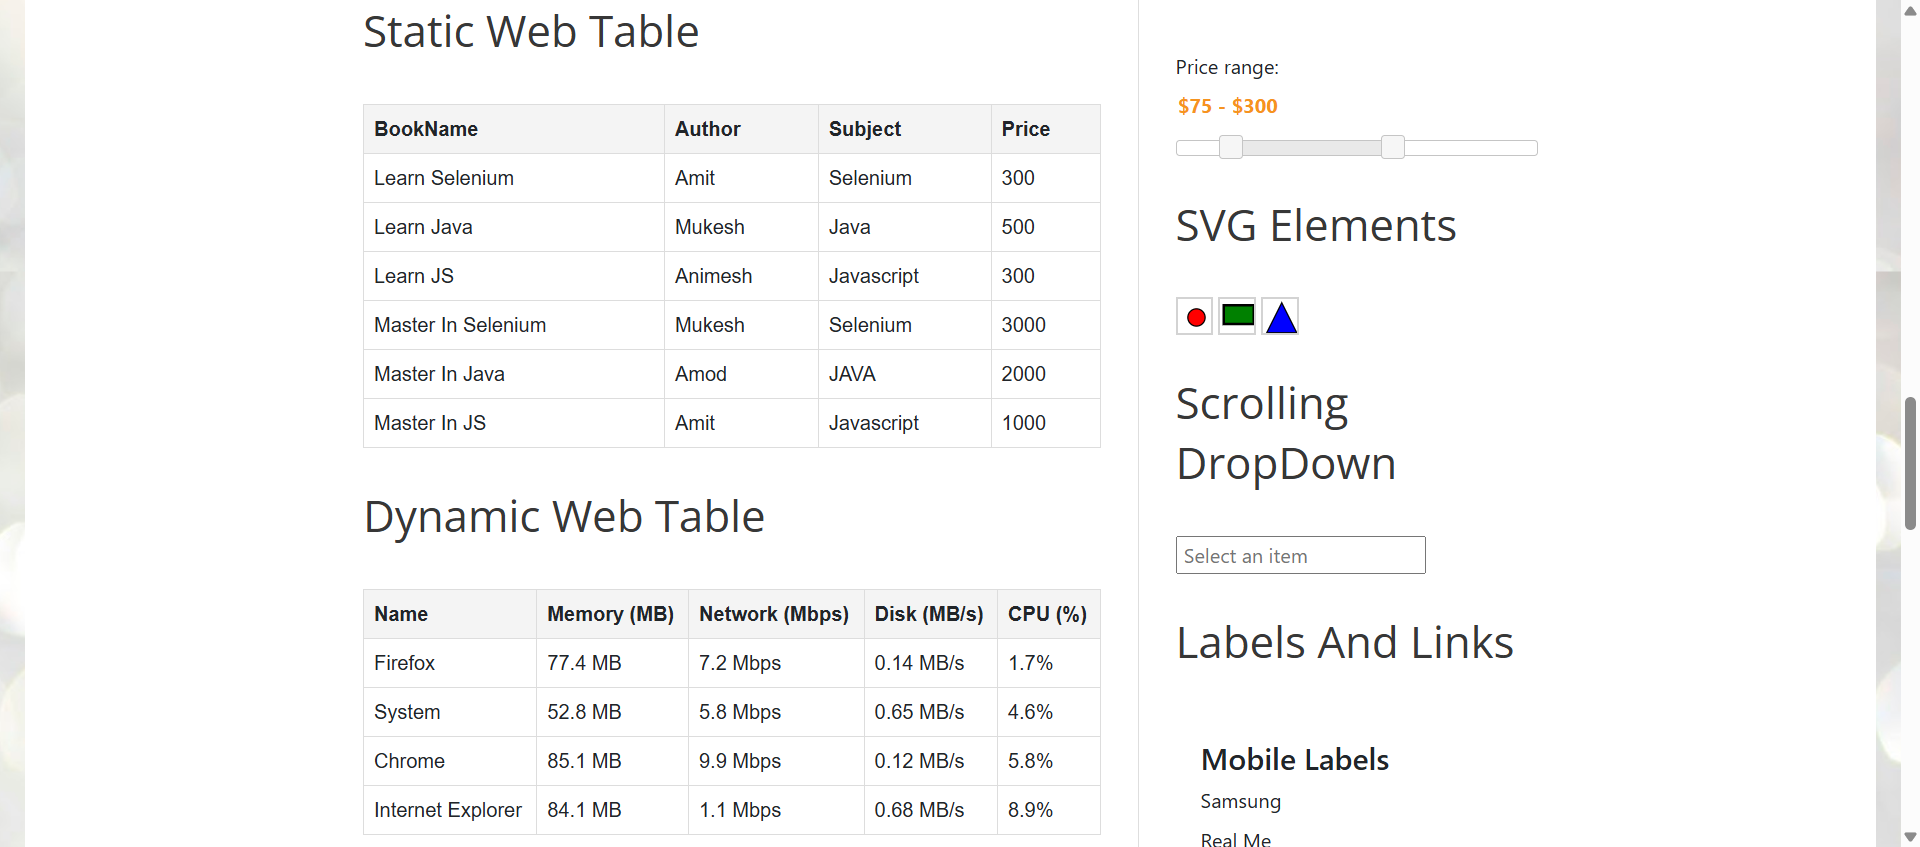 Static Web Table
BookName Author Subject Price
Learn Selenium Amit Selenium 300
Learn Java Mukesh Java 500
Learn JS Animesh Javascript 300
Master In Selenium Mukesh Selenium 3000
Master In Java Amod JAVA 2000
Master In JS Amit Javascript 1000
Dynamic Web Table
Name Memory (MB) Network (Mbps) Disk (MB/s) CPU (%)
Firefox 77.4 MB 7.2 Mbps 0.14 MB/s 1.7%
System 52.8 MB 5.8 Mbps 0.65 MB/s 4.6%
Chrome 85.1 MB 9.9 Mbps 0.12 MB/s 5.8%
Internet Explorer 84.1 MB 1.1 Mbps 0.68 MB/s 8.9%
Price range:
$75 - $300
SVG Elements
Scrolling
DropDown
Select an item
Labels And Links
Mobile Labels
Samsung
Real Me